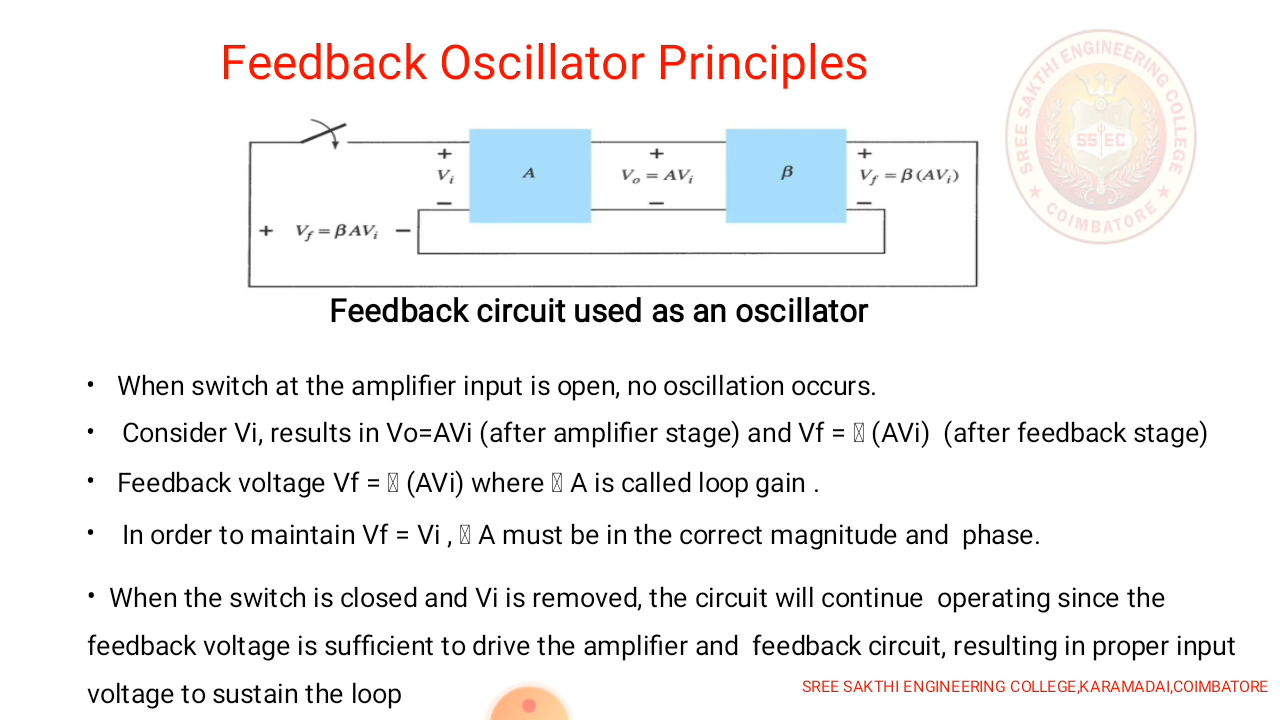 Feedback Oscillator Principles
SREE SAKTHI ENGINEERING COLLEGE
SSEC
★ COIMBATORE ★
+ Vi −
A
+ Vo = AVi −
β
+ Vf = β(AVi) −
+ Vf = βAVi −
Feedback circuit used as an oscillator
• When switch at the amplifier input is open, no oscillation occurs.
• Consider Vi, results in Vo=AVi (after amplifier stage) and Vf = (AVi) (after feedback stage)
• Feedback voltage Vf = (AVi) where A is called loop gain .
• In order to maintain Vf = Vi , A must be in the correct magnitude and phase.
• When the switch is closed and Vi is removed, the circuit will continue operating since the
feedback voltage is sufficient to drive the amplifier and feedback circuit, resulting in proper input
voltage to sustain the loop
SREE SAKTHI ENGINEERING COLLEGE,KARAMADAI,COIMBATORE